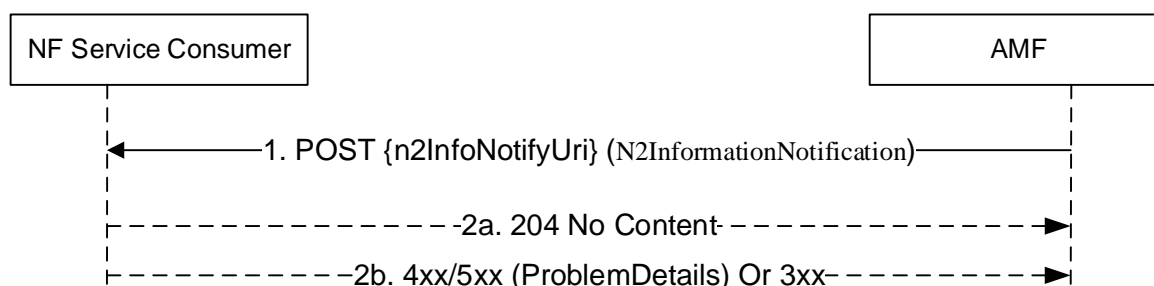 NF Service Consumer
AMF
1. POST {n2InfoNotifyUri} (N2InformationNotification)
2a. 204 No Content
2b. 4xx/5xx (ProblemDetails) Or 3xx